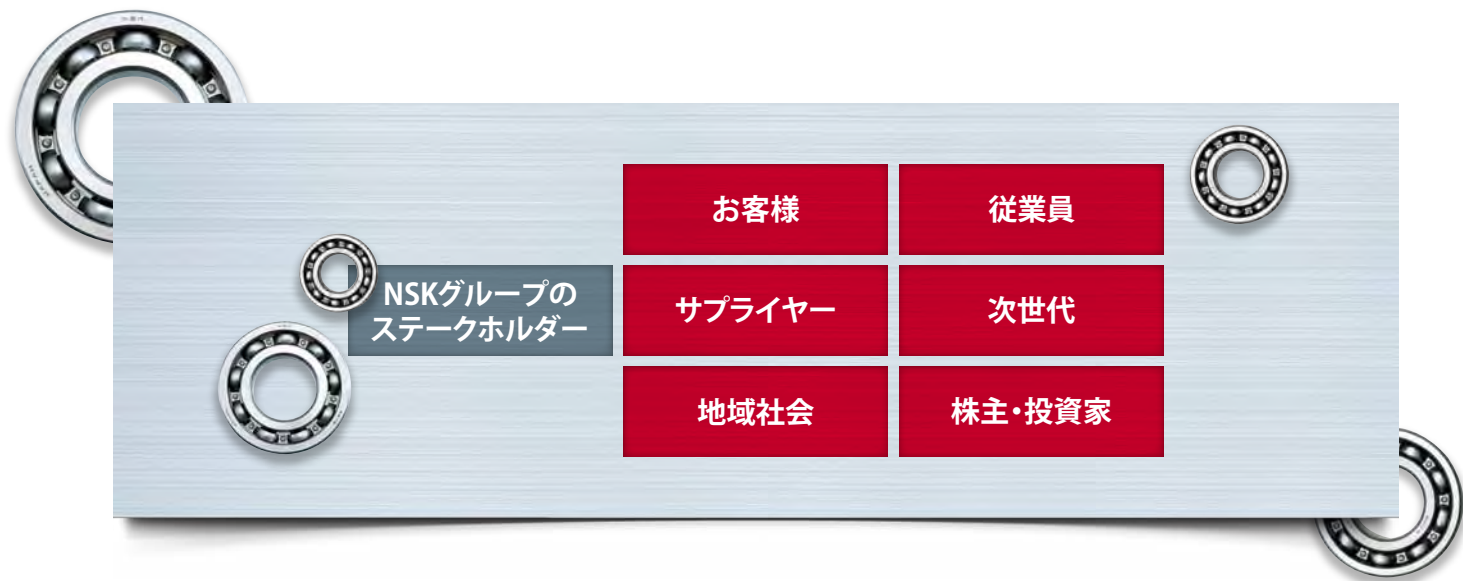 お客様
従業員
NSKグループの
ステークホルダー
サプライヤー
次世代
地域社会
株主・投資家